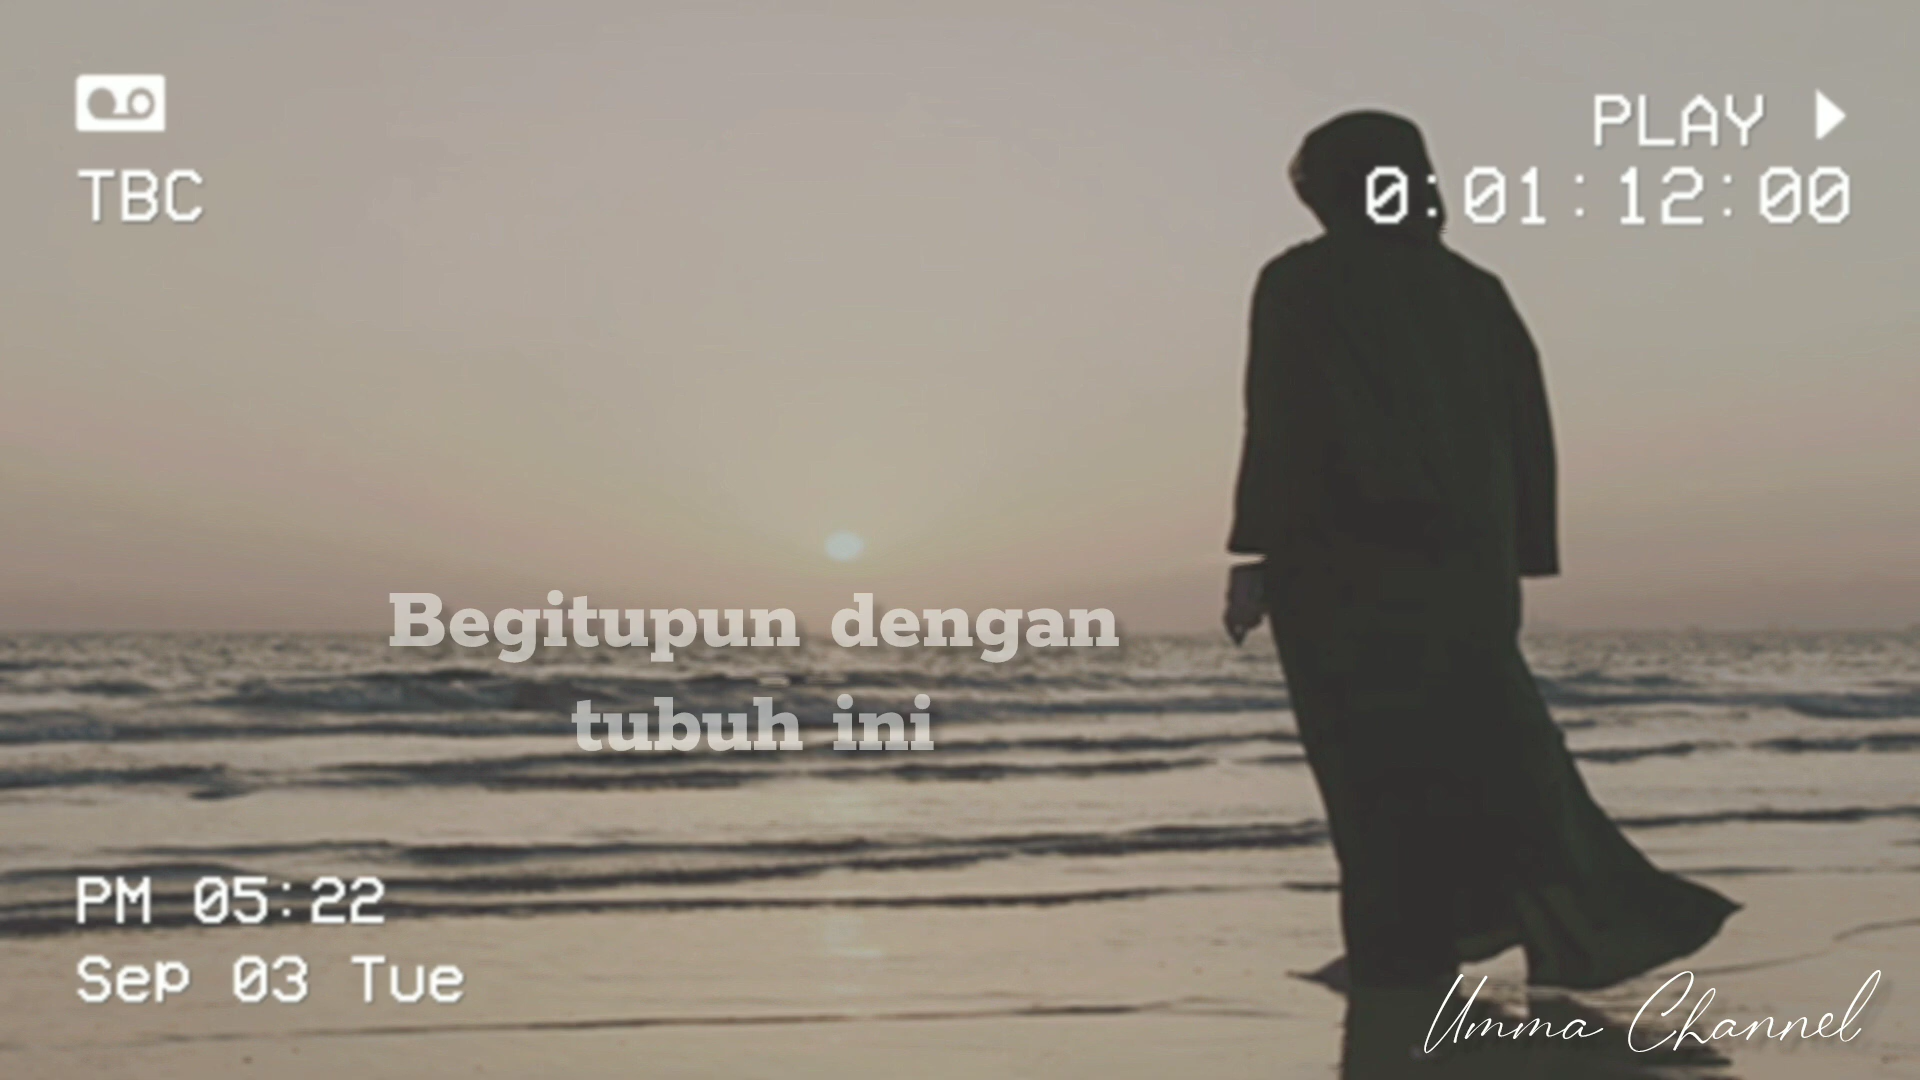 TBC
PLAY
0:01:12:00
Begitupun dengan
tubuh ini
PM 05:22
Sep 03 Tue
Umma Channel